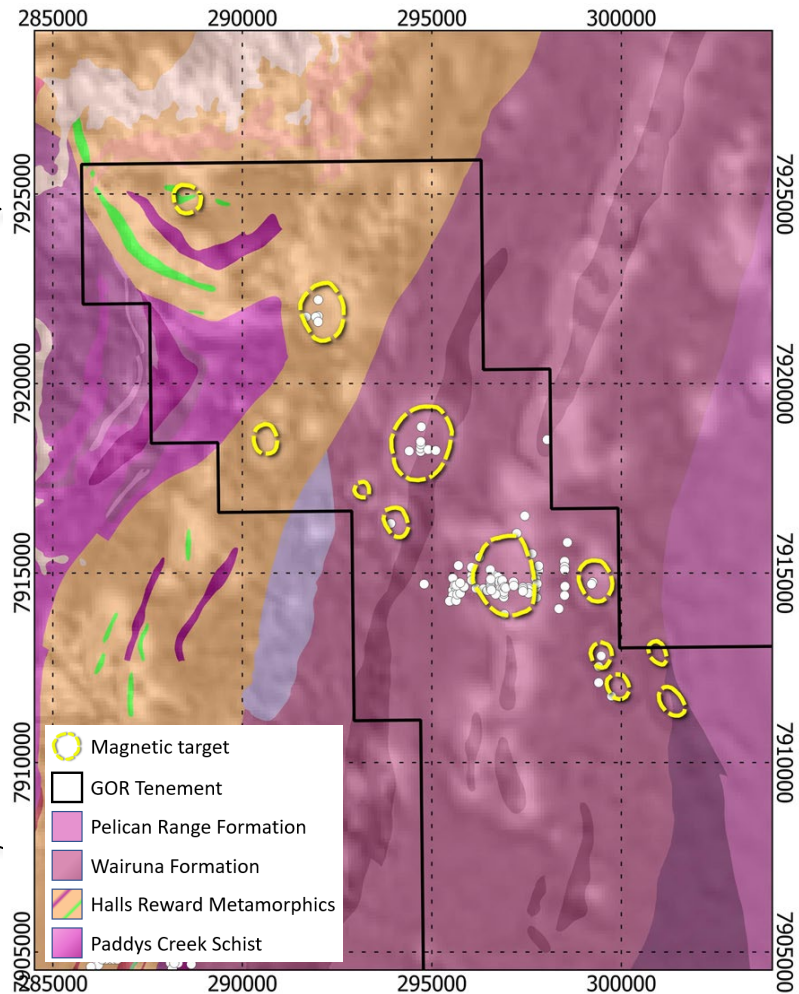 285000 290000 295000 300000
7925000 7925000
7920000 7920000
7915000 7915000
7910000 7910000
7905000 7905000
Magnetic target
GOR Tenement
Pelican Range Formation
Wairuna Formation
Halls Reward Metamorphics
Paddys Creek Schist
285000 290000 295000 300000